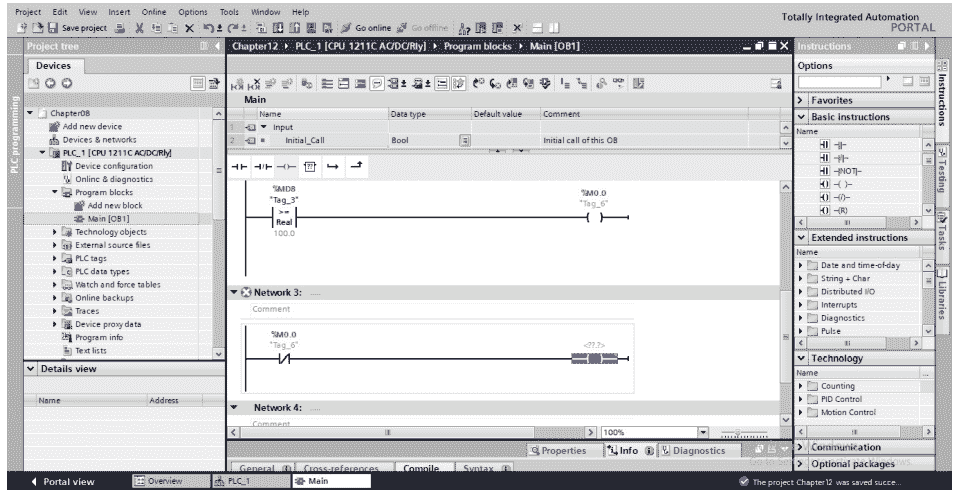 Project Edit View Insert Online Options Tools Window Help
Totally Integrated Automation
PORTAL
Save project
Go online
Go offline
Project tree
Chapter12 ▸ PLC_1 [CPU 1211C AC/DC/Rly] ▸ Program blocks ▸ Main [OB1]
Instructions
Devices
Options
PLC programming
Chapter08
Add new device
Devices & networks
PLC_1 [CPU 1211C AC/DC/Rly]
Device configuration
Online & diagnostics
Program blocks
Add new block
Main [OB1]
Technology objects
External source files
PLC tags
PLC data types
Watch and force tables
Online backups
Traces
Device proxy data
Program info
Text lists
Details view
Name Address
Main
Name Data type Default value Comment
1 Input
2 Initial_Call Bool Initial call of this OB
%MD8
"Tag_3"
>=
Real
100.0
%M0.0
"Tag_6"
Network 3: .....
Comment
%M0.0
"Tag_6"
<??.?>
Network 4: .....
Comment
100%
Properties Info Diagnostics
General Cross-references Compile Syntax
Favorites
Basic instructions
Name
-| |-
-|/|-
-|NOT|-
-( )-
-(/)-
-(R)
Extended instructions
Name
Date and time-of-day
String + Char
Distributed I/O
Interrupts
Diagnostics
Pulse
Technology
Name
Counting
PID Control
Motion Control
Communication
Optional packages
Instructions
Testing
Tasks
Libraries
Portal view Overview PLC_1 Main
The project Chapter12 was saved succe...